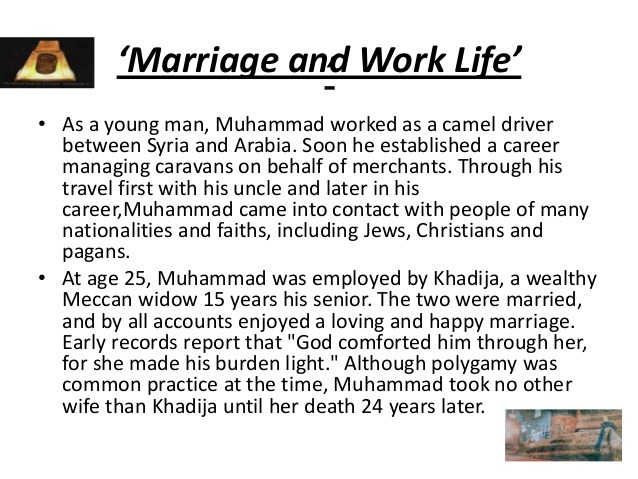 ‘Marriage and Work Life’
-
• As a young man, Muhammad worked as a camel driver
between Syria and Arabia. Soon he established a career
managing caravans on behalf of merchants. Through his
travel first with his uncle and later in his
career,Muhammad came into contact with people of many
nationalities and faiths, including Jews, Christians and
pagans.
• At age 25, Muhammad was employed by Khadija, a wealthy
Meccan widow 15 years his senior. The two were married,
and by all accounts enjoyed a loving and happy marriage.
Early records report that "God comforted him through her,
for she made his burden light." Although polygamy was
common practice at the time, Muhammad took no other
wife than Khadija until her death 24 years later.